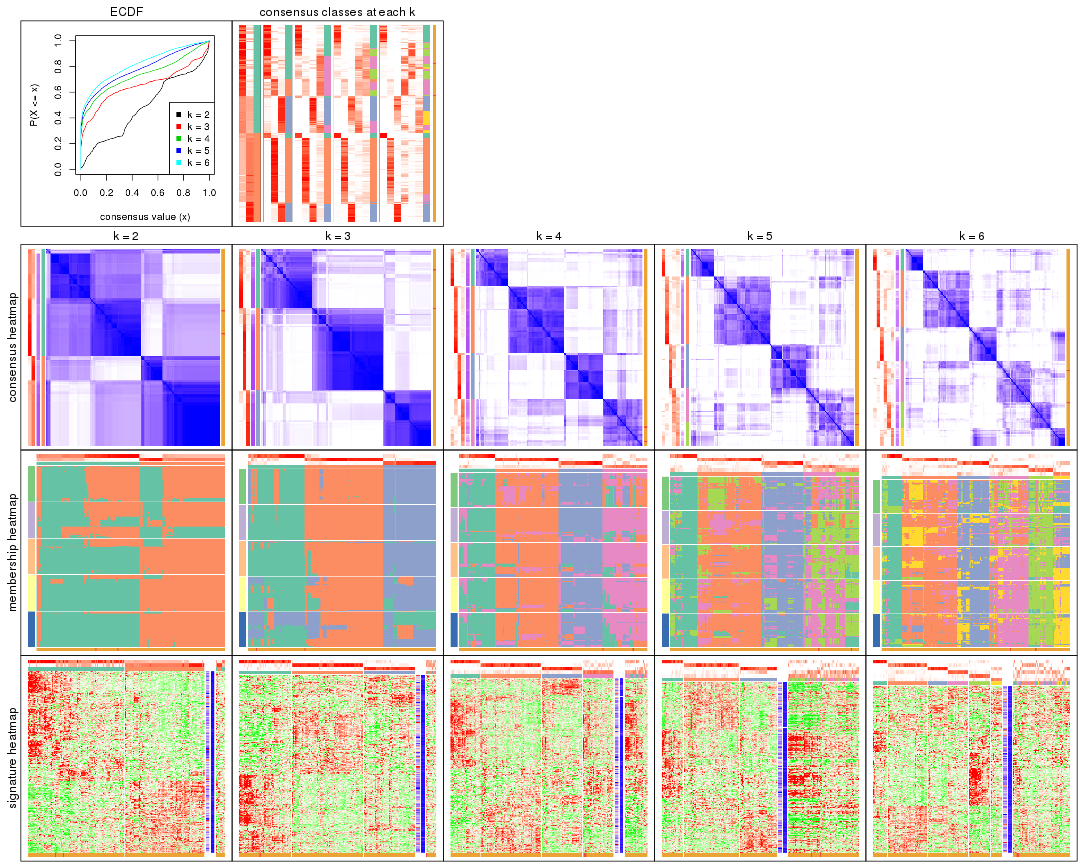 ECDF
consensus classes at each k
P(X <= x)
0.0 0.2 0.4 0.6 0.8 1.0
k = 2
k = 3
k = 4
k = 5
k = 6
0.0 0.2 0.4 0.6 0.8 1.0
consensus value (x)
k = 2 k = 3 k = 4 k = 5 k = 6
consensus heatmap
membership heatmap
signature heatmap